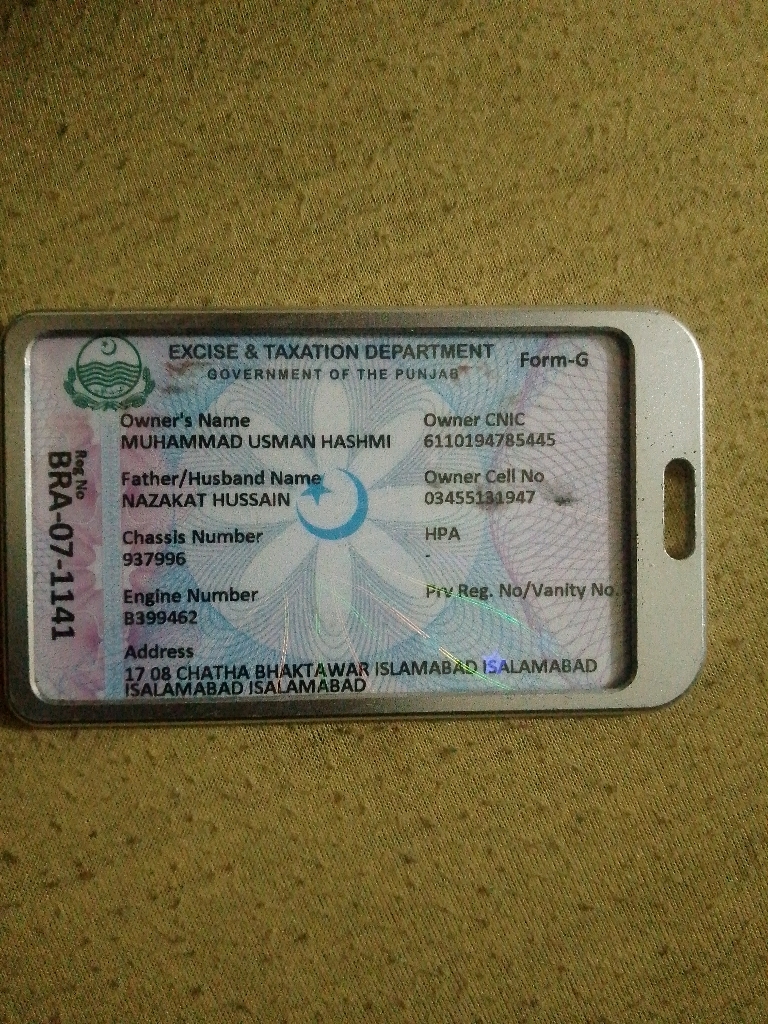 EXCISE & TAXATION DEPARTMENT
GOVERNMENT OF THE PUNJAB
Form-G
Reg No
BRA-07-1141
Owner's Name
MUHAMMAD USMAN HASHMI
Owner CNIC
6110194785445
Father/Husband Name
NAZAKAT HUSSAIN
Owner Cell No
03455131947
Chassis Number
937996
HPA
-
Engine Number
B399462
Prv Reg. No/Vanity No.
Address
17 08 CHATHA BHAKTAWAR ISLAMABAD ISALAMABAD
ISALAMABAD ISALAMABAD